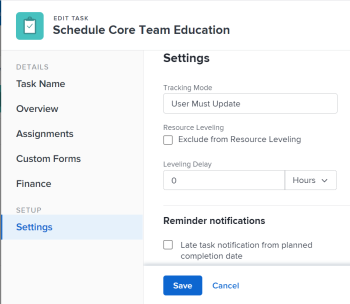 EDIT TASK
Schedule Core Team Education
DETAILS
Task Name
Overview
Assignments
Custom Forms
Finance
SETUP
Settings
Settings
Tracking Mode
User Must Update
Resource Leveling
Exclude from Resource Leveling
Leveling Delay
0 Hours
Reminder notifications
Late task notification from planned
completion date
Save Cancel